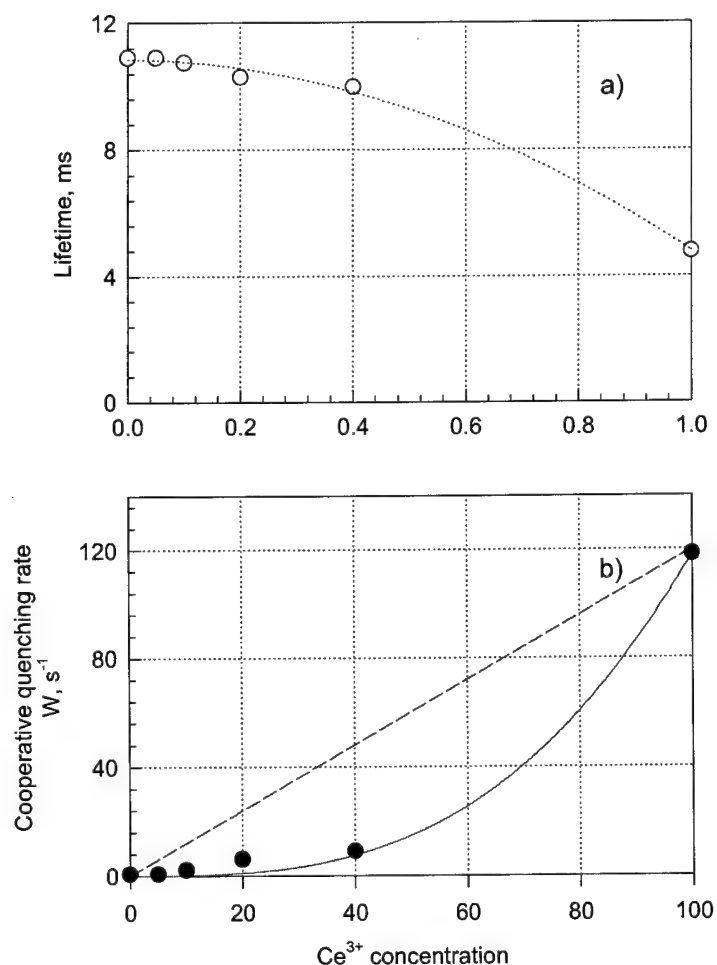 12
8
4
0
Lifetime, ms
a)
0.0 0.2 0.4 0.6 0.8 1.0
120
80
40
0
Cooperative quenching rate
W, s⁻¹
b)
0 20 40 60 80 100
Ce³⁺ concentration